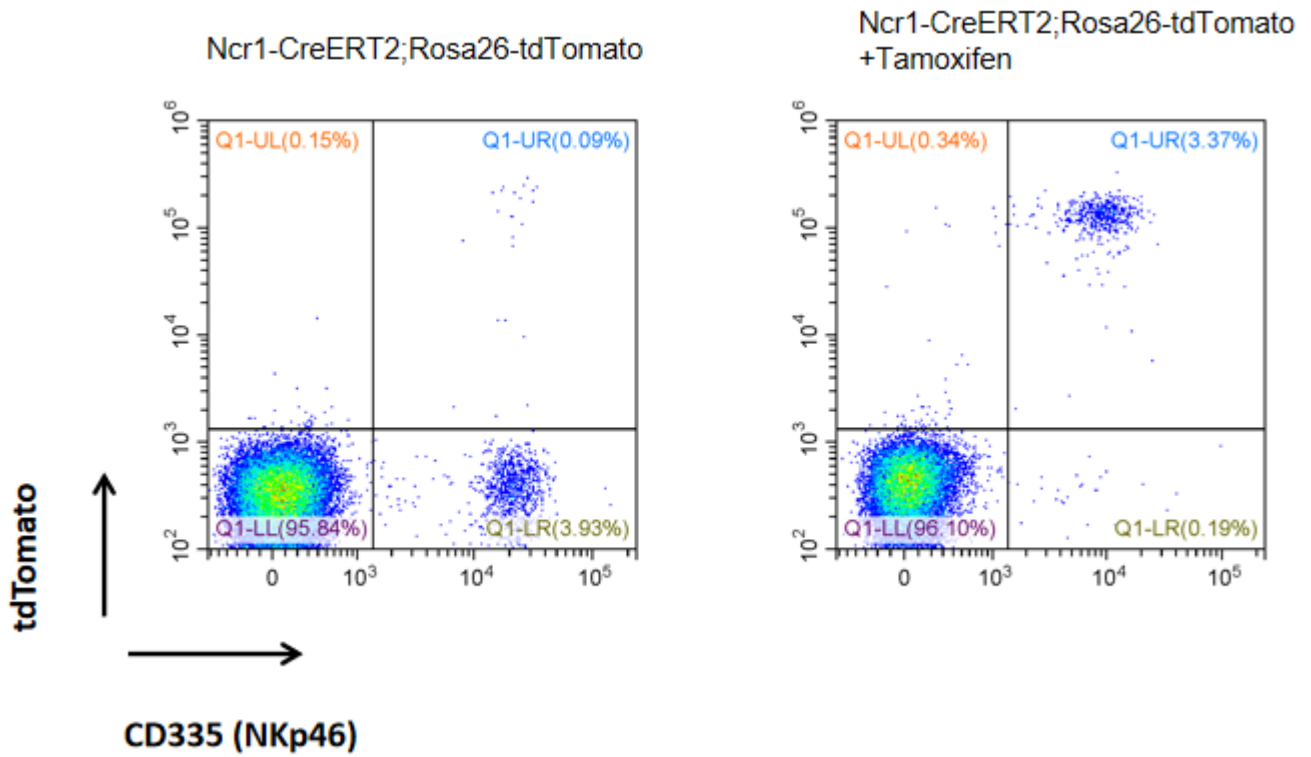 Ncr1-CreERT2;Rosa26-tdTomato
Ncr1-CreERT2;Rosa26-tdTomato
+Tamoxifen
Q1-UL(0.15%)
Q1-UR(0.09%)
Q1-LL(95.84%)
Q1-LR(3.93%)
10^6
10^5
10^4
10^3
10^2
0
10^3
10^4
10^5
Q1-UL(0.34%)
Q1-UR(3.37%)
Q1-LL(96.10%)
Q1-LR(0.19%)
10^6
10^5
10^4
10^3
10^2
0
10^3
10^4
10^5
tdTomato
CD335 (NKp46)